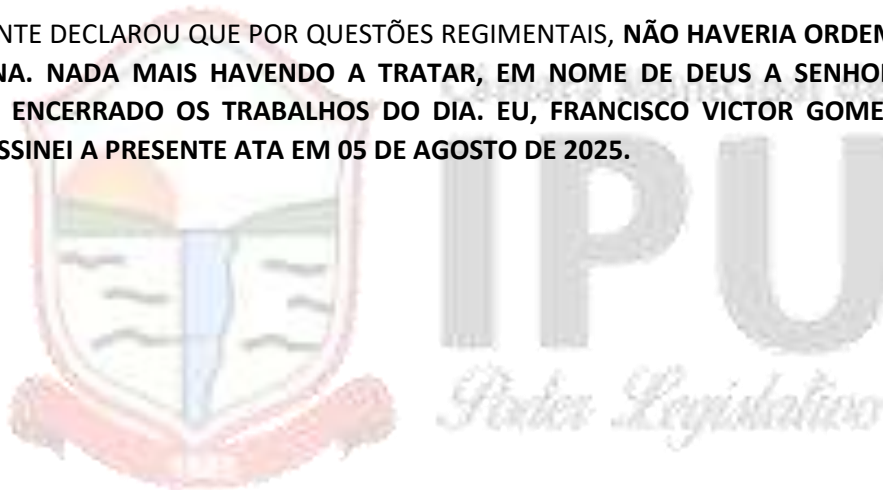 NTE DECLAROU QUE POR QUESTÕES REGIMENTAIS, NÃO HAVERIA ORDEM
NA. NADA MAIS HAVENDO A TRATAR, EM NOME DE DEUS A SENHO
ENCERRADO OS TRABALHOS DO DIA. EU, FRANCISCO VICTOR GOME
SSINEI A PRESENTE ATA EM 05 DE AGOSTO DE 2025.
IPU
Poder Legislativo